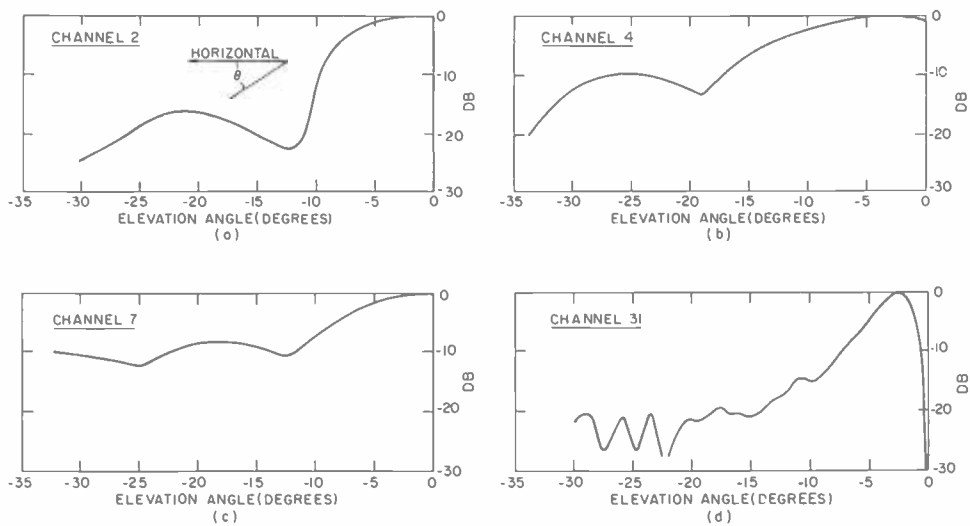 CHANNEL 2
HORIZONTAL
θ
0
-10
-20
-30
DB
-35 -30 -25 -20 -15 -10 -5 0
ELEVATION ANGLE(DEGREES)
(a)
CHANNEL 4
0
-10
-20
-30
DB
-35 -30 -25 -20 -15 -10 -5 0
ELEVATION ANGLE(DEGREES)
(b)
CHANNEL 7
0
-10
-20
-30
DB
-35 -30 -25 -20 -15 -10 -5 0
ELEVATION ANGLE(DEGREES)
(c)
CHANNEL 31
0
-10
-20
-30
DB
-35 -30 -25 -20 -15 -10 -5 0
ELEVATION ANGLE(DEGREES)
(d)